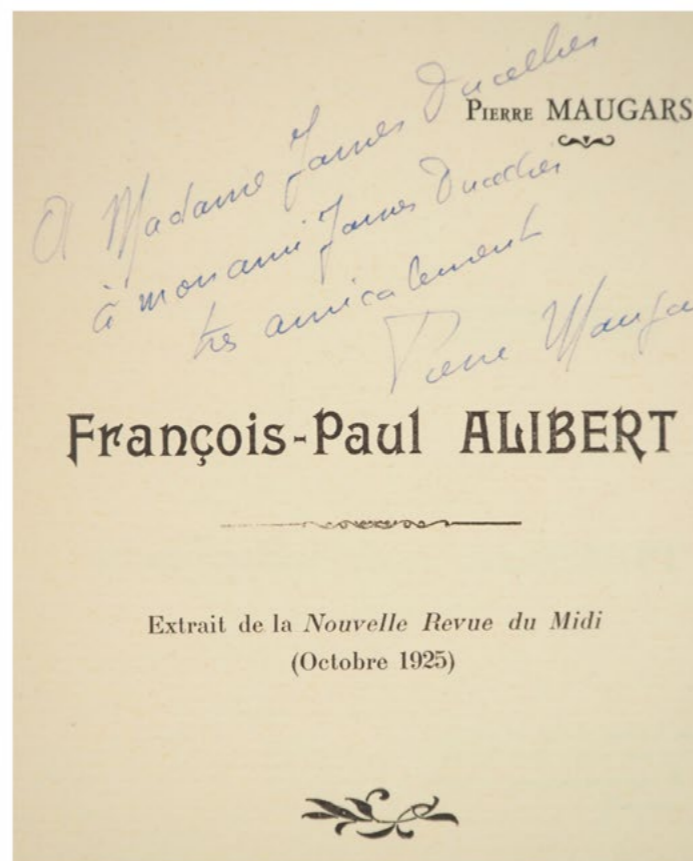 PIERRE MAUGARS
A Madame James Ducellier
à mon ami James Ducellier
très amicalement
Pierre Mauga
François-Paul ALIBERT
Extrait de la Nouvelle Revue du Midi
(Octobre 1925)